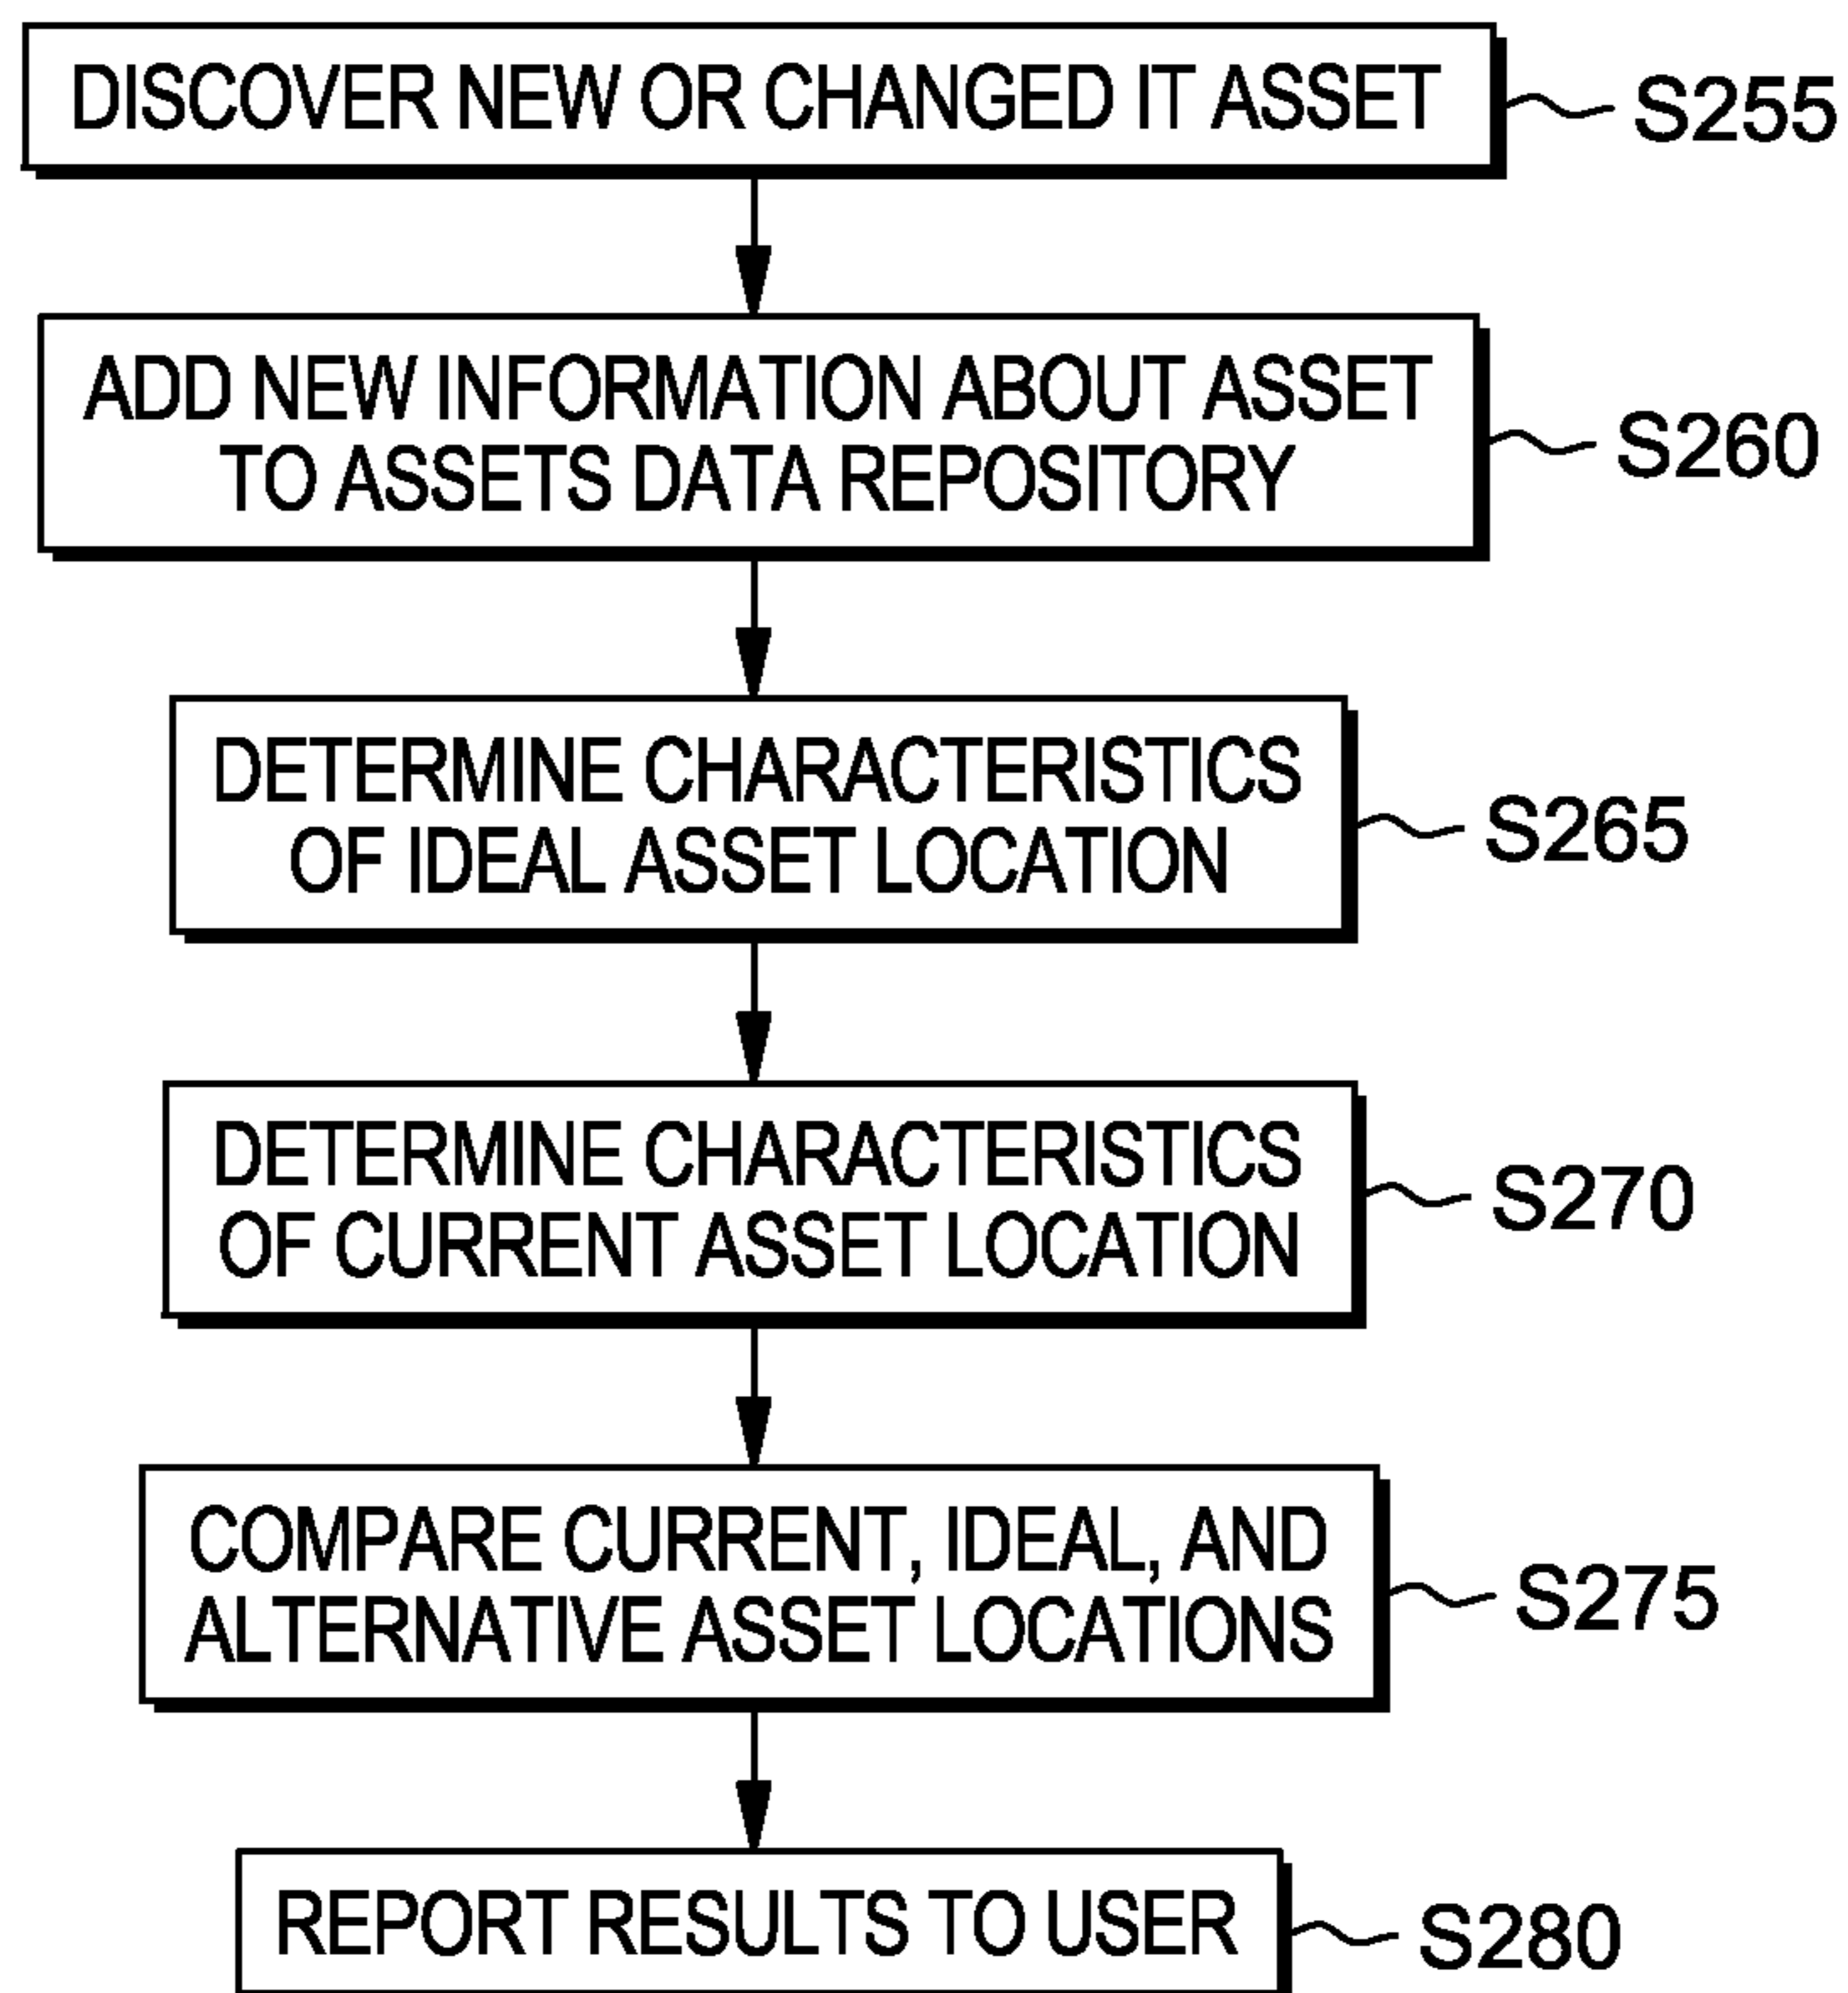 DISCOVER NEW OR CHANGED IT ASSET
S255
ADD NEW INFORMATION ABOUT ASSET
TO ASSETS DATA REPOSITORY
S260
DETERMINE CHARACTERISTICS
OF IDEAL ASSET LOCATION
S265
DETERMINE CHARACTERISTICS
OF CURRENT ASSET LOCATION
S270
COMPARE CURRENT, IDEAL, AND
ALTERNATIVE ASSET LOCATIONS
S275
REPORT RESULTS TO USER
S280